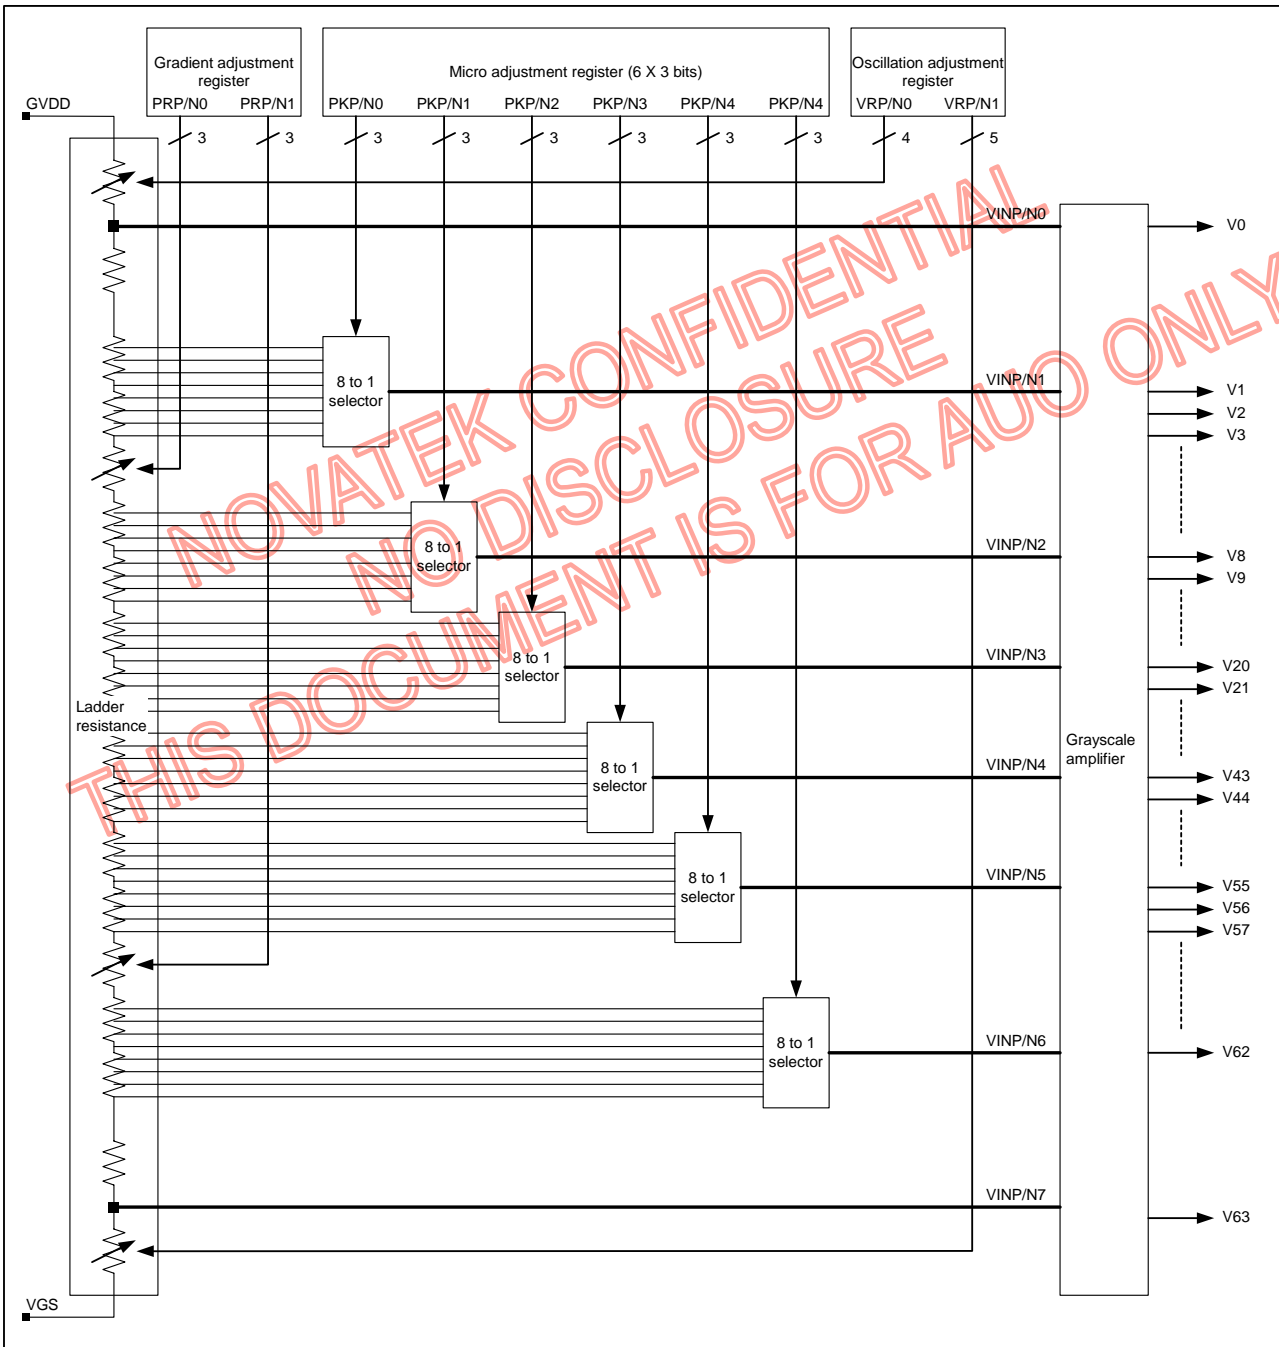 Gradient adjustment
register
PRP/N0 PRP/N1
Micro adjustment register (6 X 3 bits)
PKP/N0 PKP/N1 PKP/N2 PKP/N3 PKP/N4 PKP/N4
Oscillation adjustment
register
VRP/N0 VRP/N1
GVDD
3 3 3 3 3 3 3 3 4 5
VINP/N0
V0
8 to 1
selector
VINP/N1
V1
V2
V3
8 to 1
selector
VINP/N2
V8
V9
8 to 1
selector
VINP/N3
V20
V21
Ladder
resistance
8 to 1
selector
VINP/N4
Grayscale
amplifier
V43
V44
8 to 1
selector
VINP/N5
V55
V56
V57
8 to 1
selector
VINP/N6
V62
VINP/N7
V63
VGS
NOVATEK CONFIDENTIAL
NO DISCLOSURE
THIS DOCUMENT IS FOR AUO ONLY